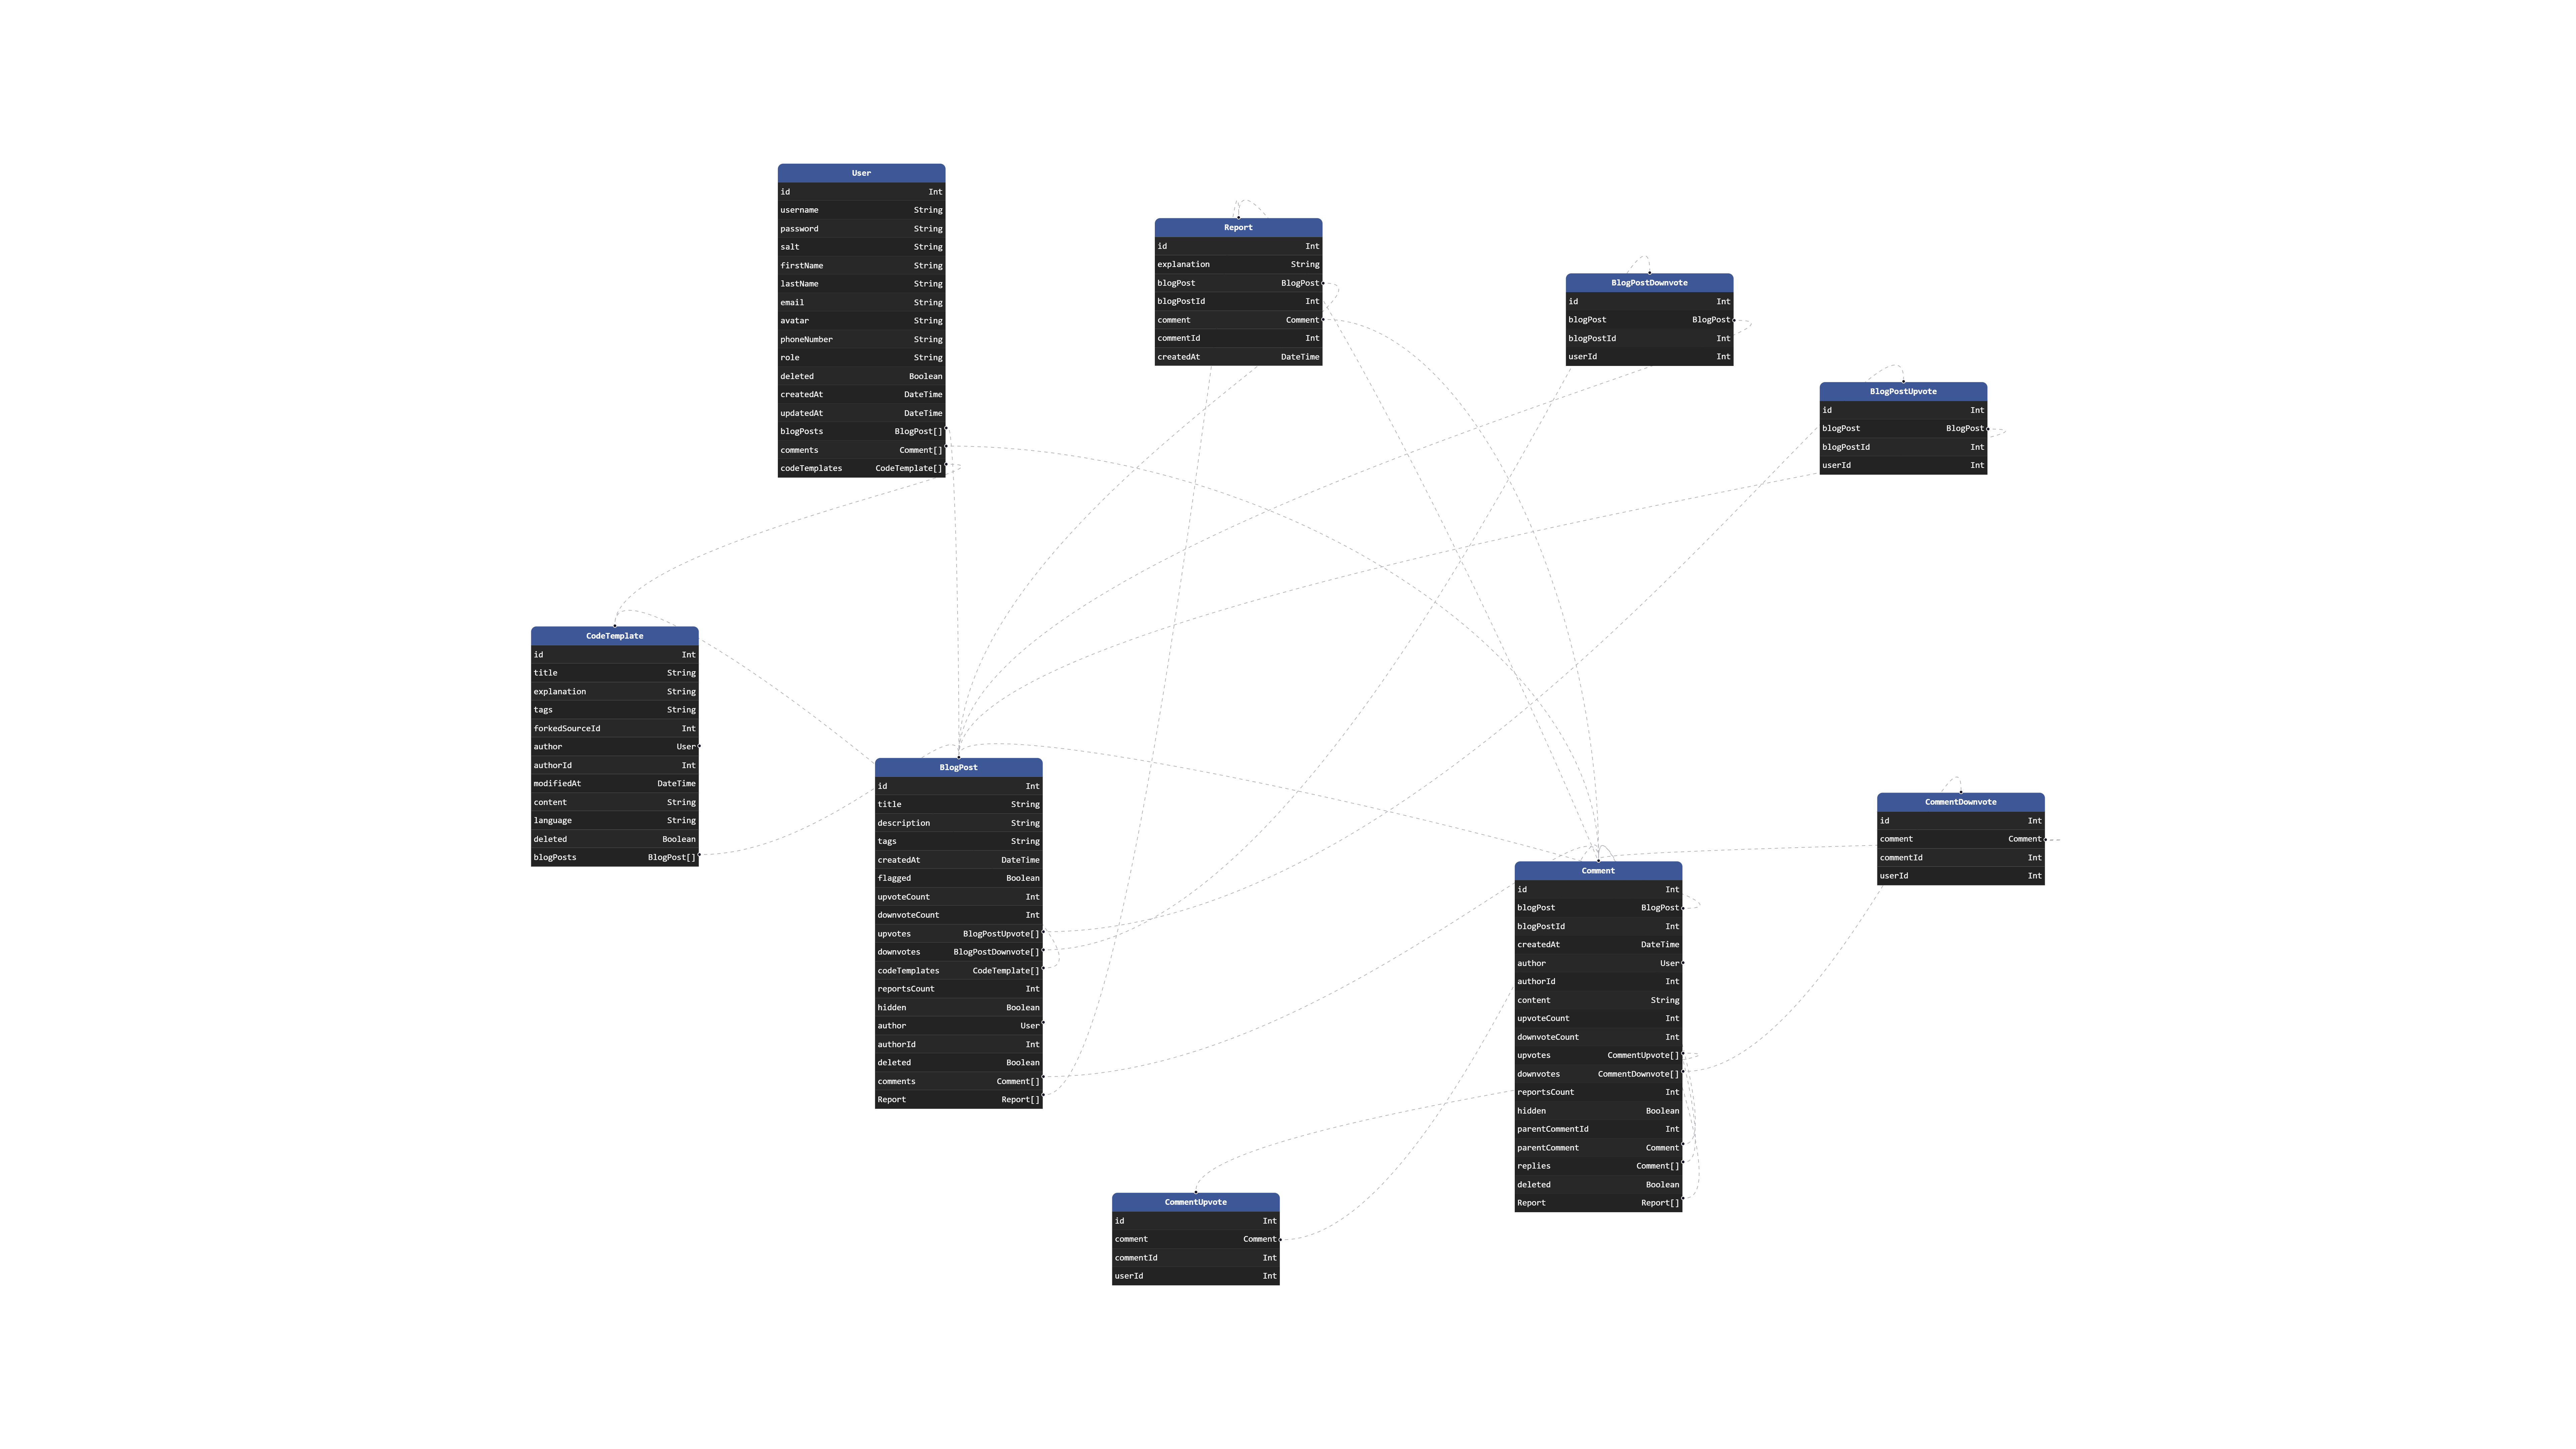 User
id Int
username String
password String
salt String
firstName String
lastName String
email String
avatar String
phoneNumber String
role String
deleted Boolean
createdAt DateTime
updatedAt DateTime
blogPosts BlogPost[]
comments Comment[]
codeTemplates CodeTemplate[]
Report
id Int
explanation String
blogPost BlogPost
blogPostId Int
comment Comment
commentId Int
createdAt DateTime
BlogPostDownvote
id Int
blogPost BlogPost
blogPostId Int
userId Int
BlogPostUpvote
id Int
blogPost BlogPost
blogPostId Int
userId Int
CodeTemplate
id Int
title String
explanation String
tags String
forkedSourceId Int
author User
authorId Int
modifiedAt DateTime
content String
language String
deleted Boolean
blogPosts BlogPost[]
BlogPost
id Int
title String
description String
tags String
createdAt DateTime
flagged Boolean
upvoteCount Int
downvoteCount Int
upvotes BlogPostUpvote[]
downvotes BlogPostDownvote[]
codeTemplates CodeTemplate[]
reportsCount Int
hidden Boolean
author User
authorId Int
deleted Boolean
comments Comment[]
Report Report[]
CommentDownvote
id Int
comment Comment
commentId Int
userId Int
Comment
id Int
blogPost BlogPost
blogPostId Int
createdAt DateTime
author User
authorId Int
content String
upvoteCount Int
downvoteCount Int
upvotes CommentUpvote[]
downvotes CommentDownvote[]
reportsCount Int
hidden Boolean
parentCommentId Int
parentComment Comment
replies Comment[]
deleted Boolean
Report Report[]
CommentUpvote
id Int
comment Comment
commentId Int
userId Int